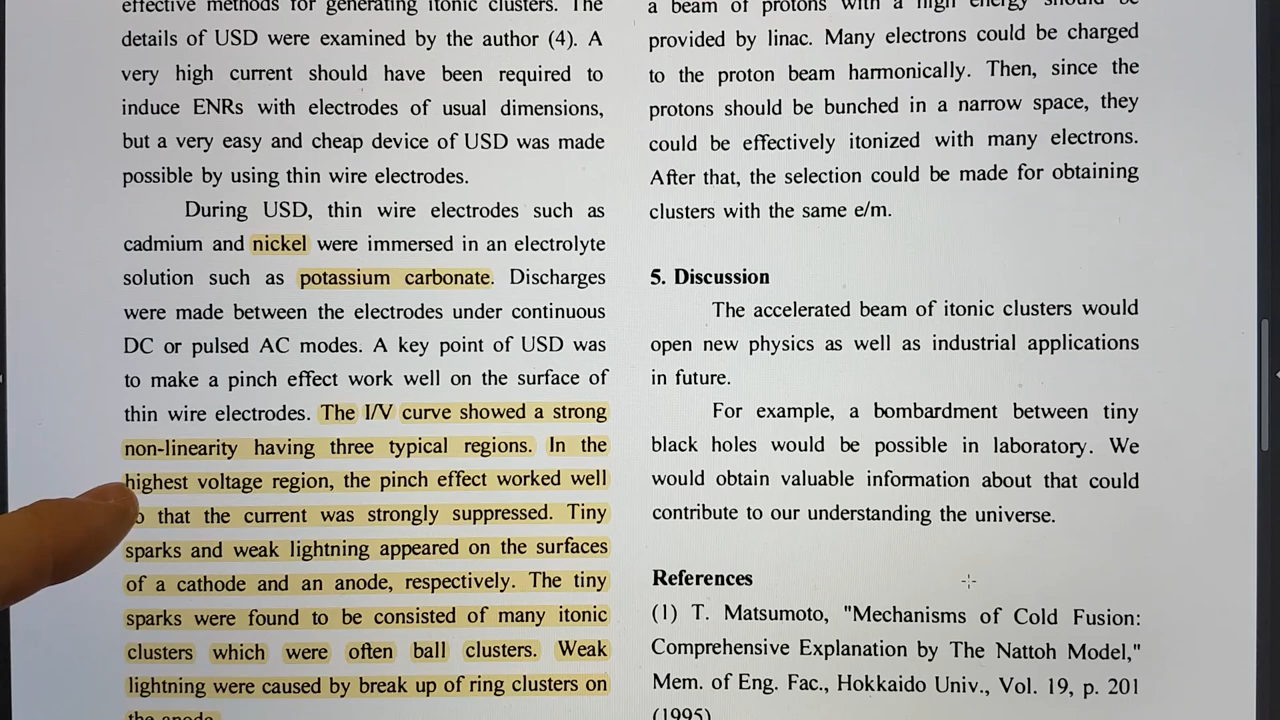 effective methods for generating itonic clusters. The
details of USD were examined by the author (4). A
very high current should have been required to
induce ENRs with electrodes of usual dimensions,
but a very easy and cheap device of USD was made
possible by using thin wire electrodes.
During USD, thin wire electrodes such as
cadmium and nickel were immersed in an electrolyte
solution such as potassium carbonate. Discharges
were made between the electrodes under continuous
DC or pulsed AC modes. A key point of USD was
to make a pinch effect work well on the surface of
thin wire electrodes. The I/V curve showed a strong
non-linearity having three typical regions. In the
highest voltage region, the pinch effect worked well
that the current was strongly suppressed. Tiny
sparks and weak lightning appeared on the surfaces
of a cathode and an anode, respectively. The tiny
sparks were found to be consisted of many itonic
clusters which were often ball clusters. Weak
lightning were caused by break up of ring clusters on
the anode.
a beam of protons with a high energy should be
provided by linac. Many electrons could be charged
to the proton beam harmonically. Then, since the
protons should be bunched in a narrow space, they
could be effectively itonized with many electrons.
After that, the selection could be made for obtaining
clusters with the same e/m.
5. Discussion
The accelerated beam of itonic clusters would
open new physics as well as industrial applications
in future.
For example, a bombardment between tiny
black holes would be possible in laboratory. We
would obtain valuable information about that could
contribute to our understanding the universe.
References
(1) T. Matsumoto, "Mechanisms of Cold Fusion:
Comprehensive Explanation by The Nattoh Model,"
Mem. of Eng. Fac., Hokkaido Univ., Vol. 19, p. 201
(1995)